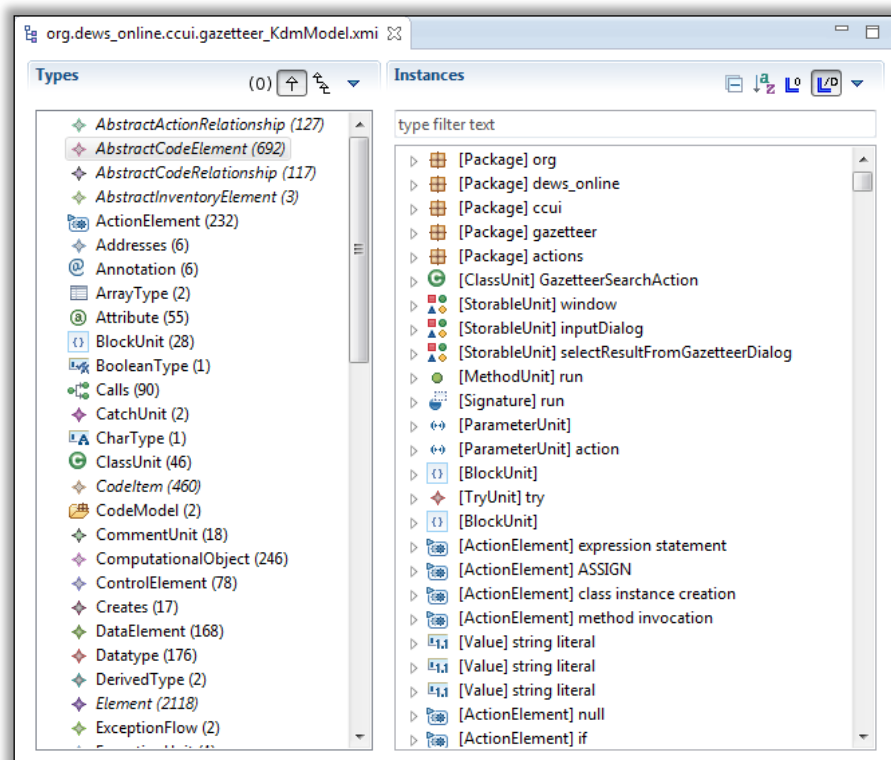 org.dews_online.ccui.gazetteer_KdmModel.xmi
Types
(0)
AbstractActionRelationship (127)
AbstractCodeElement (692)
AbstractCodeRelationship (117)
AbstractInventoryElement (3)
ActionElement (232)
Addresses (6)
Annotation (6)
ArrayType (2)
Attribute (55)
BlockUnit (28)
BooleanType (1)
Calls (90)
CatchUnit (2)
CharType (1)
ClassUnit (46)
CodeItem (460)
CodeModel (2)
CommentUnit (18)
ComputationalObject (246)
ControlElement (78)
Creates (17)
DataElement (168)
Datatype (176)
DerivedType (2)
Element (2118)
ExceptionFlow (2)
Instances
type filter text
[Package] org
[Package] dews_online
[Package] ccui
[Package] gazetteer
[Package] actions
[ClassUnit] GazetteerSearchAction
[StorableUnit] window
[StorableUnit] inputDialog
[StorableUnit] selectResultFromGazetteerDialog
[MethodUnit] run
[Signature] run
[ParameterUnit]
[ParameterUnit] action
[BlockUnit]
[TryUnit] try
[BlockUnit]
[ActionElement] expression statement
[ActionElement] ASSIGN
[ActionElement] class instance creation
[ActionElement] method invocation
[Value] string literal
[Value] string literal
[Value] string literal
[ActionElement] null
[ActionElement] if